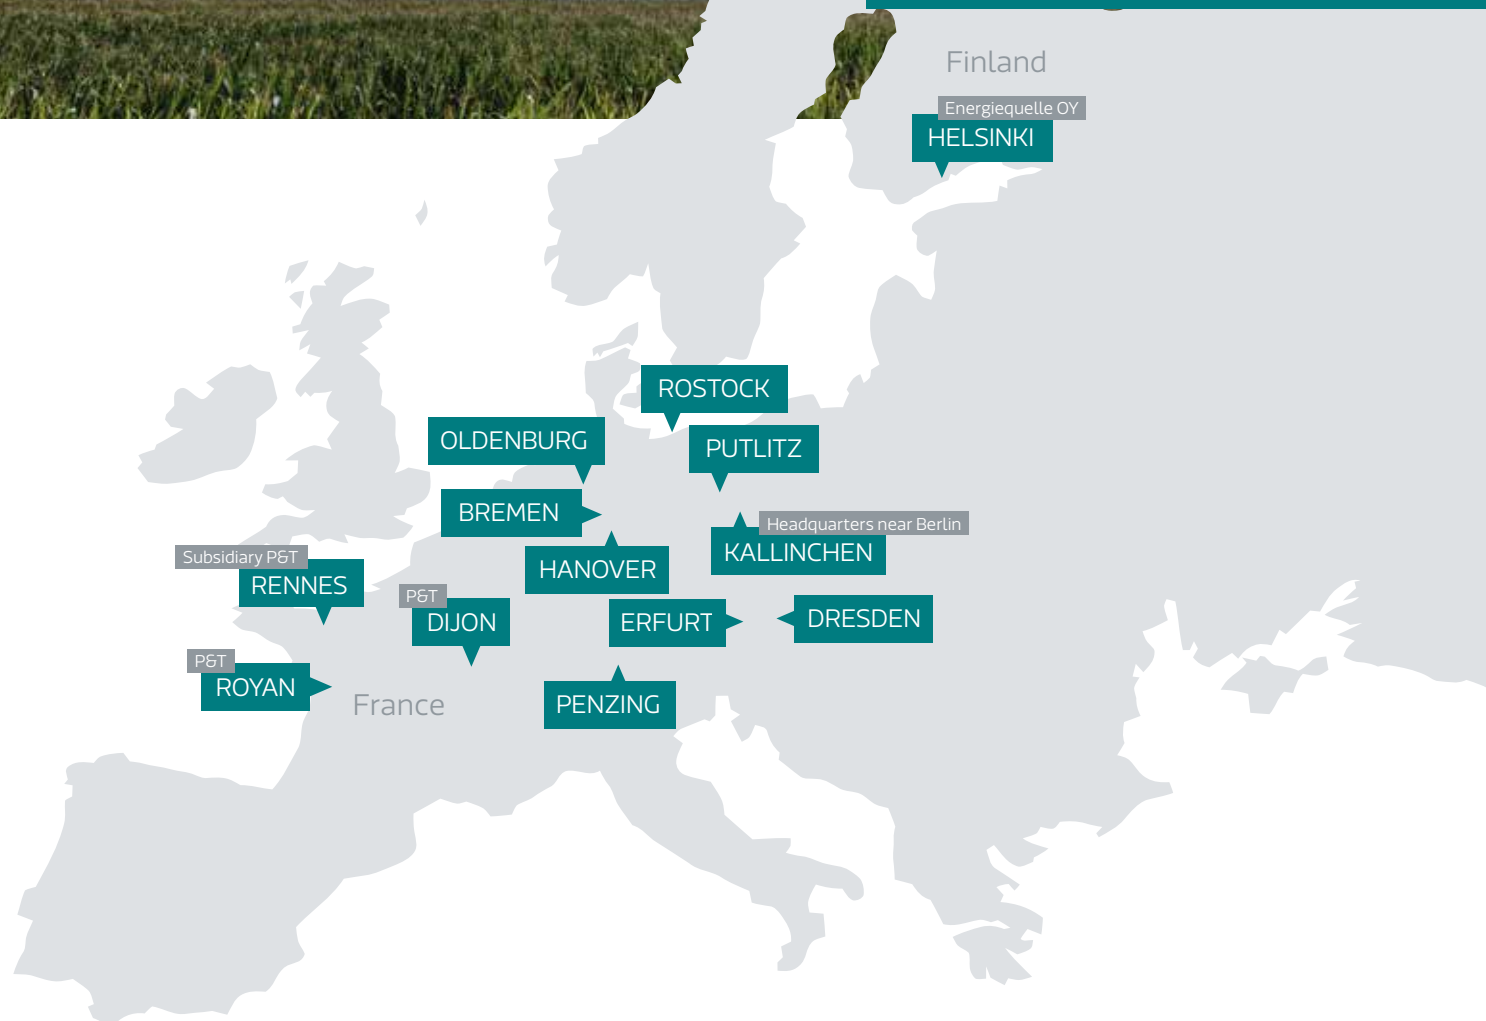 Finland
Energiequelle OY
HELSINKI
ROSTOCK
OLDENBURG
PUTLITZ
BREMEN
Headquarters near Berlin
KALLINCHEN
HANOVER
Subsidiary P&T
RENNES
P&T
DIJON
ERFURT
DRESDEN
P&T
ROYAN
France
PENZING